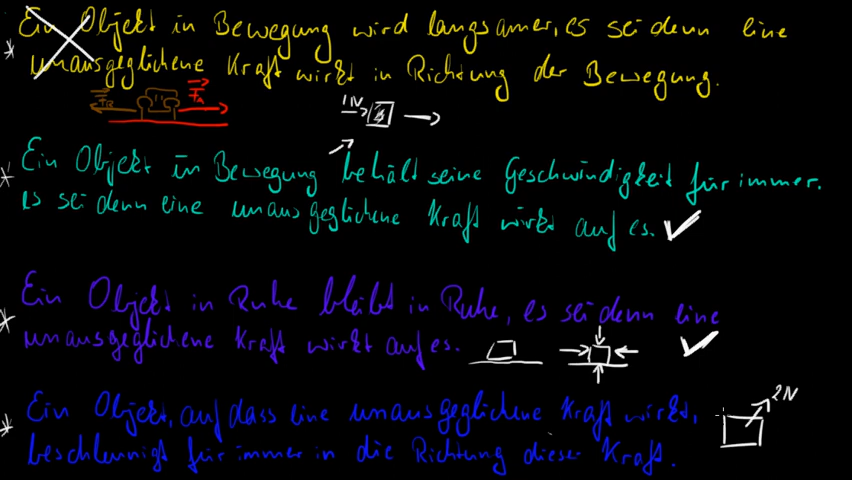 Ein Objekt in Bewegung wird langsamer, es sei denn eine
unausgeglichene Kraft wirkt in Richtung der Bewegung.
F_R F_A 1N
Ein Objekt in Bewegung behält seine Geschwindigkeit für immer.
es sei denn eine unausgeglichene Kraft wirkt auf es.
Ein Objekt in Ruhe bleibt in Ruhe, es sei denn eine
unausgeglichene Kraft wirkt auf es.
2N
Ein Objekt, auf dass eine unausgeglichene Kraft wirkt,
beschleunigt für immer in die Richtung dieser Kraft.